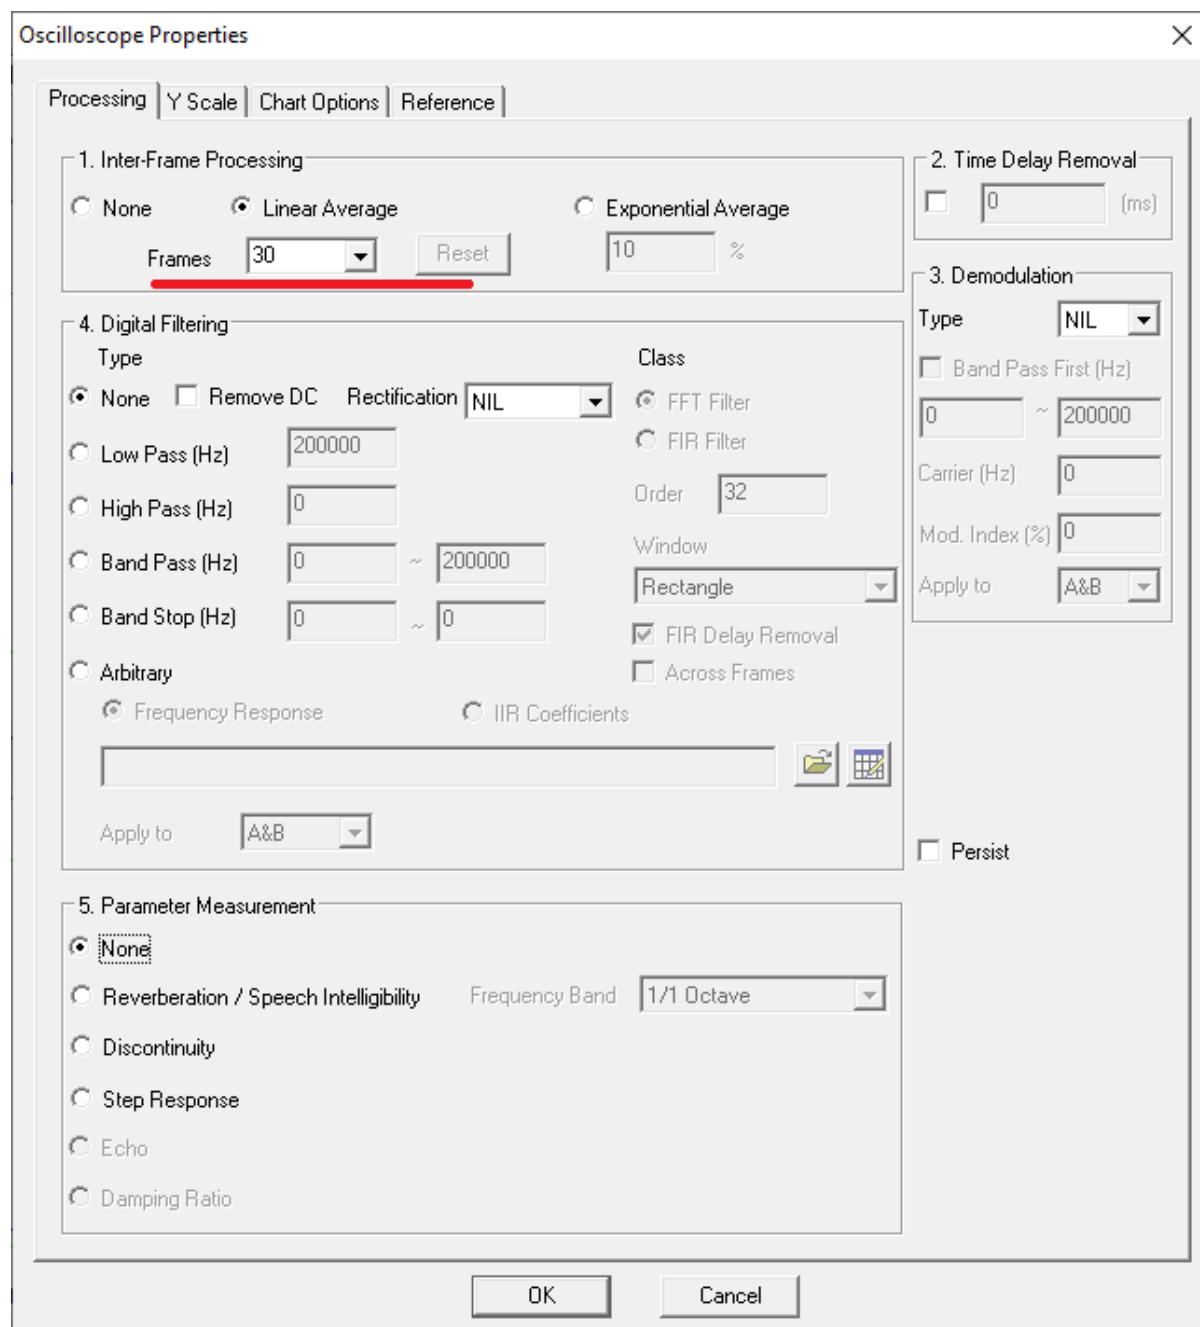 Oscilloscope Properties
Processing Y Scale Chart Options Reference
1. Inter-Frame Processing
None Linear Average Exponential Average
Frames 30 Reset 10 %
2. Time Delay Removal
0 (ms)
3. Demodulation
Type NIL
Band Pass First (Hz)
0 ~ 200000
Carrier (Hz) 0
Mod. Index (%) 0
Apply to A&B
4. Digital Filtering
Type Class
None Remove DC Rectification NIL FFT Filter
Low Pass (Hz) 200000 FIR Filter
High Pass (Hz) 0 Order 32
Window
Band Pass (Hz) 0 ~ 200000 Rectangle
Band Stop (Hz) 0 ~ 0 FIR Delay Removal
Arbitrary Across Frames
Frequency Response IIR Coefficients
Apply to A&B
Persist
5. Parameter Measurement
None
Reverberation / Speech Intelligibility Frequency Band 1/1 Octave
Discontinuity
Step Response
Echo
Damping Ratio
OK Cancel